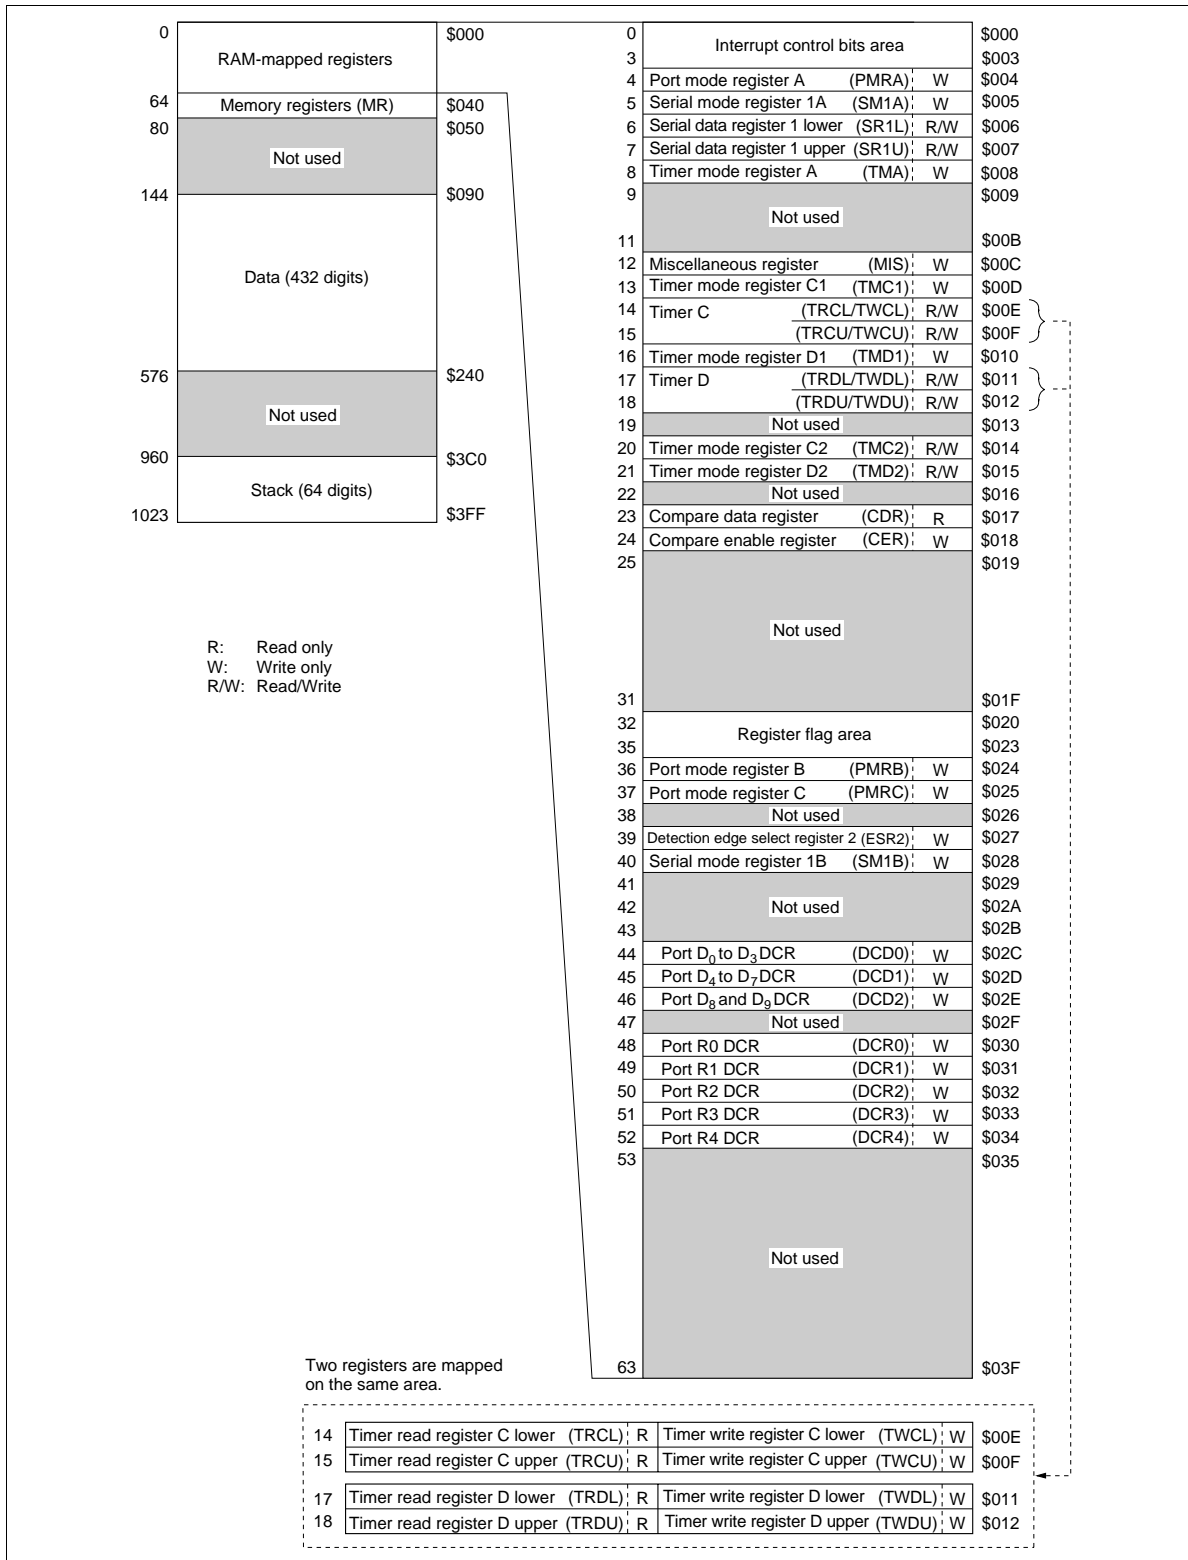 0 $000
RAM-mapped registers
64 Memory registers (MR) $040
80 $050
Not used
144 $090
Data (432 digits)
576 $240
Not used
960 $3C0
Stack (64 digits)
1023 $3FF
R: Read only
W: Write only
R/W: Read/Write
0 $000
Interrupt control bits area
3 $003
4 Port mode register A (PMRA) W $004
5 Serial mode register 1A (SM1A) W $005
6 Serial data register 1 lower (SR1L) R/W $006
7 Serial data register 1 upper (SR1U) R/W $007
8 Timer mode register A (TMA) W $008
9 $009
Not used
11 $00B
12 Miscellaneous register (MIS) W $00C
13 Timer mode register C1 (TMC1) W $00D
14 Timer C (TRCL/TWCL) R/W $00E
15 (TRCU/TWCU) R/W $00F
16 Timer mode register D1 (TMD1) W $010
17 Timer D (TRDL/TWDL) R/W $011
18 (TRDU/TWDU) R/W $012
19 Not used $013
20 Timer mode register C2 (TMC2) R/W $014
21 Timer mode register D2 (TMD2) R/W $015
22 Not used $016
23 Compare data register (CDR) R $017
24 Compare enable register (CER) W $018
25 $019
Not used
31 $01F
32 $020
Register flag area
35 $023
36 Port mode register B (PMRB) W $024
37 Port mode register C (PMRC) W $025
38 Not used $026
39 Detection edge select register 2 (ESR2) W $027
40 Serial mode register 1B (SM1B) W $028
41 $029
42 Not used $02A
43 $02B
44 Port D0 to D3 DCR (DCD0) W $02C
45 Port D4 to D7 DCR (DCD1) W $02D
46 Port D8 and D9 DCR (DCD2) W $02E
47 Not used $02F
48 Port R0 DCR (DCR0) W $030
49 Port R1 DCR (DCR1) W $031
50 Port R2 DCR (DCR2) W $032
51 Port R3 DCR (DCR3) W $033
52 Port R4 DCR (DCR4) W $034
53 $035
Not used
63 $03F
Two registers are mapped
on the same area.
14 Timer read register C lower (TRCL) R Timer write register C lower (TWCL) W $00E
15 Timer read register C upper (TRCU) R Timer write register C upper (TWCU) W $00F
17 Timer read register D lower (TRDL) R Timer write register D lower (TWDL) W $011
18 Timer read register D upper (TRDU) R Timer write register D upper (TWDU) W $012